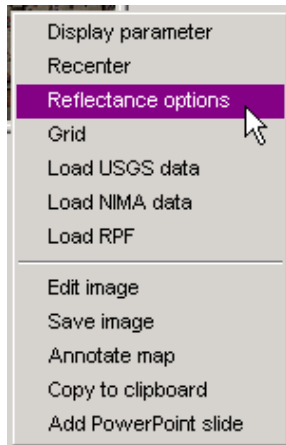 Display parameter
Recenter
Reflectance options
Grid
Load USGS data
Load NIMA data
Load RPF
Edit image
Save image
Annotate map
Copy to clipboard
Add PowerPoint slide